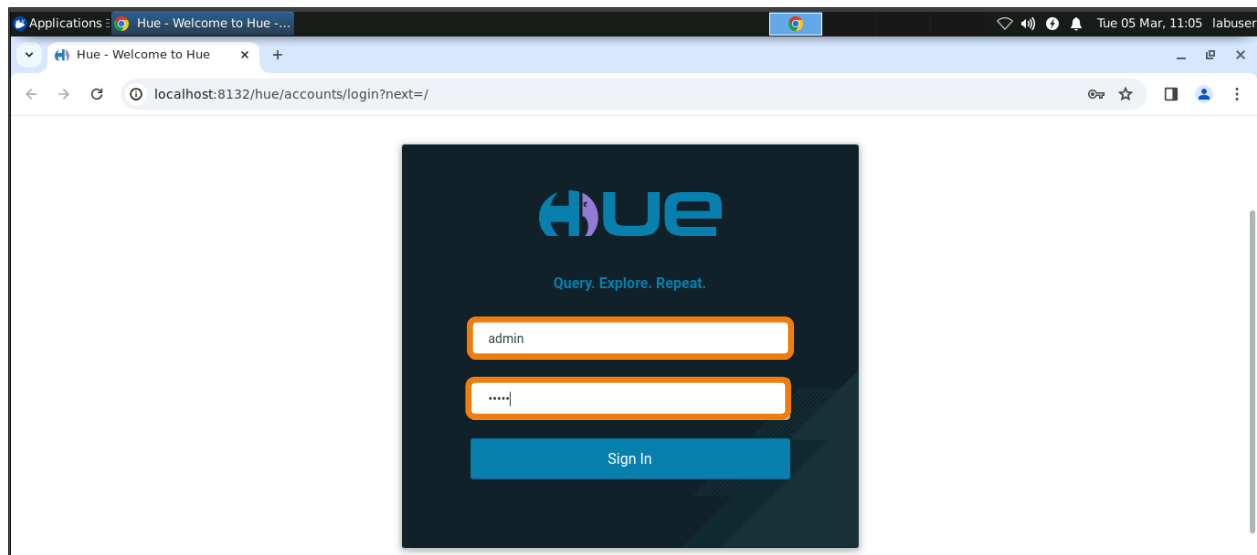 Applications
Hue - Welcome to Hue -...
Tue 05 Mar, 11:05 labuser
Hue - Welcome to Hue
localhost:8132/hue/accounts/login?next=/
HUE
Query. Explore. Repeat.
admin
•••••
Sign In